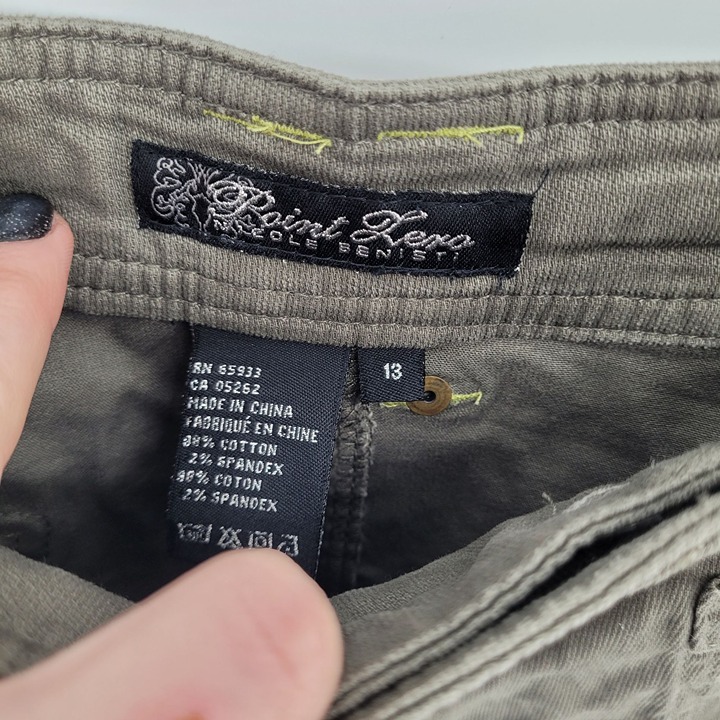 Point Zero
NICOLE BENISTI
RN 65933
CA 05262
MADE IN CHINA
FABRIQUÉ EN CHINE
98% COTTON
2% SPANDEX
98% COTON
2% SPANDEX
13